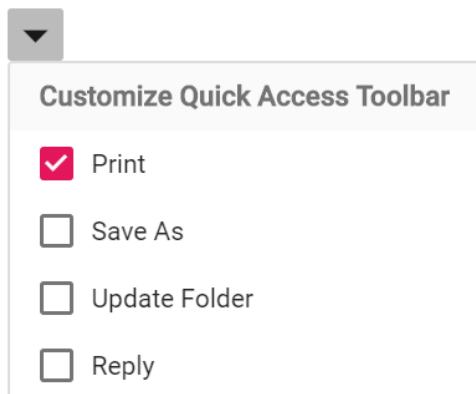 Customize Quick Access Toolbar
Print
Save As
Update Folder
Reply